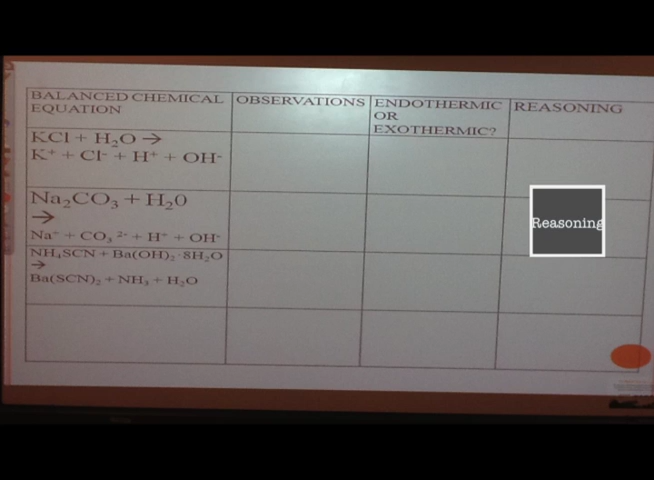 BALANCED CHEMICAL
EQUATION
OBSERVATIONS
ENDOTHERMIC
OR
EXOTHERMIC?
REASONING
KCl + H₂O →
K⁺ + Cl⁻ + H⁺ + OH⁻
Na₂CO₃ + H₂0
→
Na⁺ + CO₃ ²⁻ + H⁺ + OH⁻
NH₄SCN + Ba(OH)₂·8H₂O
→
Ba(SCN)₂ + NH₃ + H₂O
Reasoning